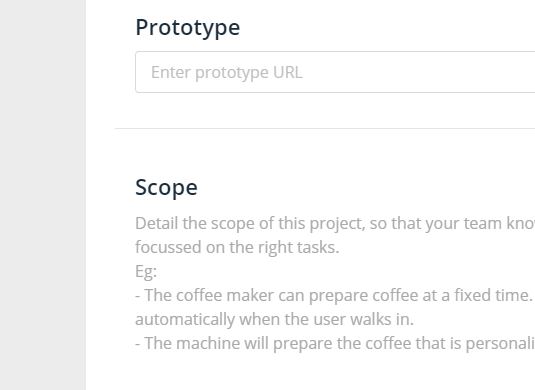 Prototype
Enter prototype URL
Scope
Detail the scope of this project, so that your team
focussed on the right tasks.
Eg:
- The coffee maker can prepare coffee at a fixed time.
automatically when the user walks in.
- The machine will prepare the coffee that is